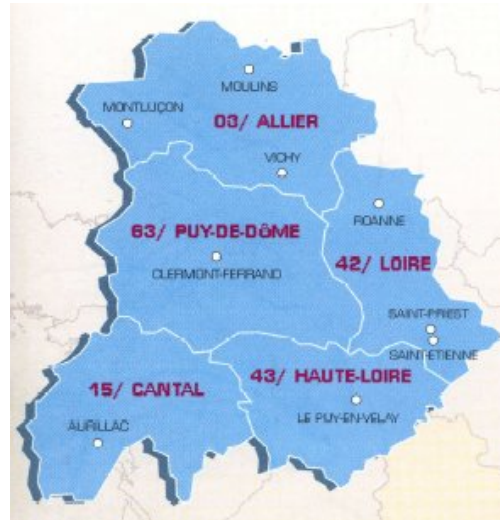 MOULINS
MONTLUÇON
03/ ALLIER
VICHY
ROANNE
63/ PUY-DE-DÔME
CLERMONT-FERRAND
42/ LOIRE
SAINT-PRIEST
SAINT-ETIENNE
43/ HAUTE-LOIRE
15/ CANTAL
LE PUY-EN-VELAY
AURILLAC